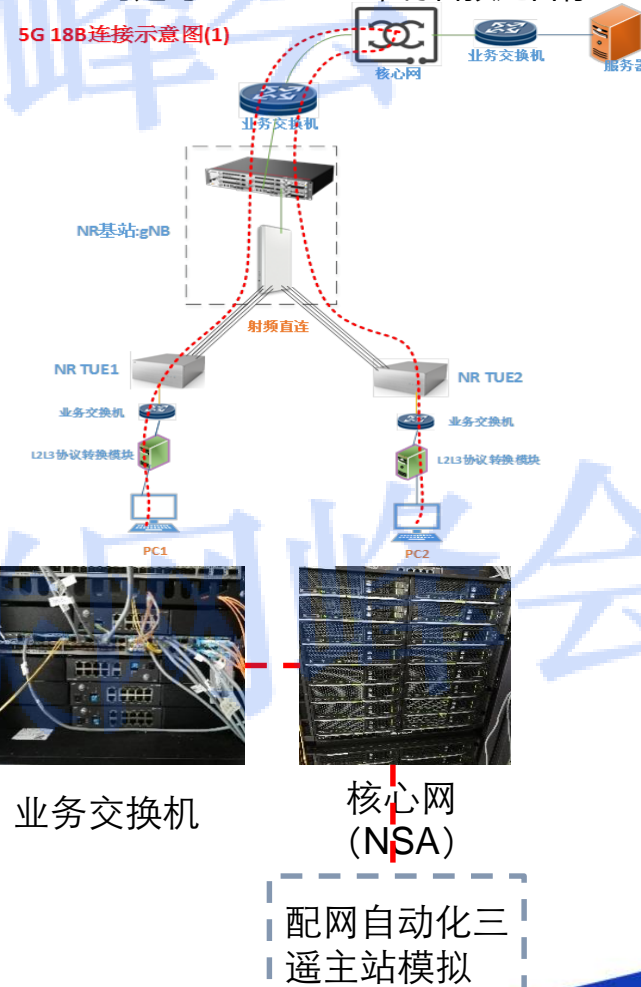 5G 18B连接示意图(1)
核心网
业务交换机
服务器
业务交换机
NR基站:gNB
射频直连
NR TUE1
NR TUE2
业务交换机
业务交换机
L2L3协议转换模块
L2L3协议转换模块
PC1
PC2
业务交换机
核心网
(NSA)
配网自动化三
遥主站模拟